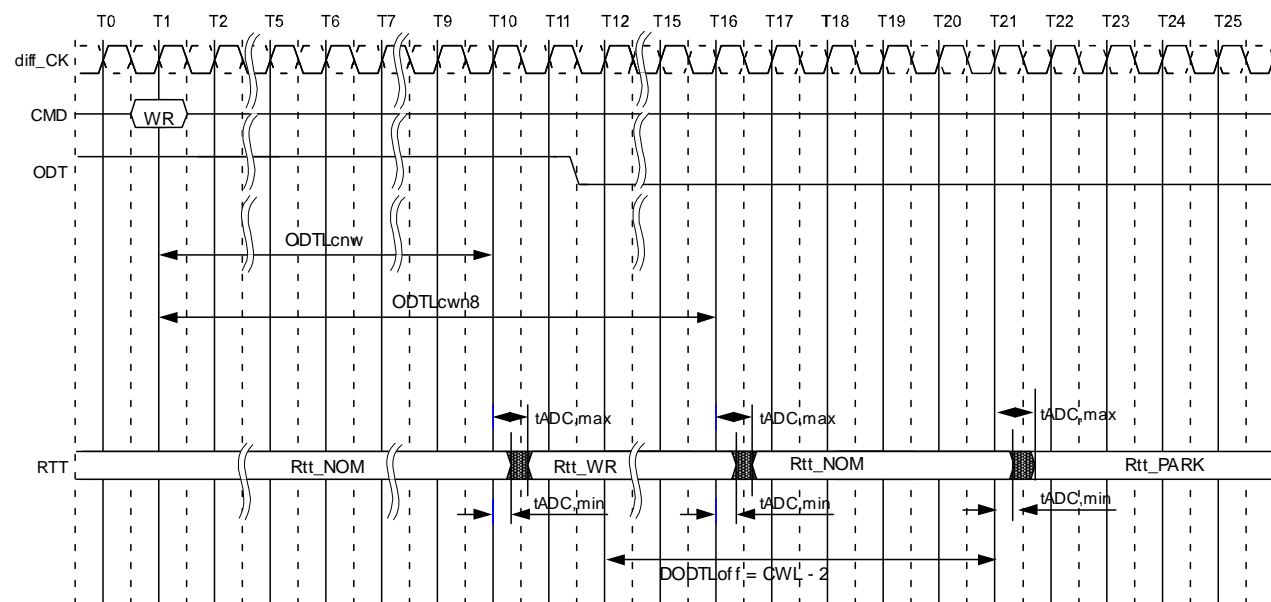 T0 T1 T2 T5 T6 T7 T9 T10 T11 T12 T15 T16 T17 T18 T19 T20 T21 T22 T23 T24 T25
diff_CK
CMD
WR
ODT
ODTLcnw
ODTLcwn8
tADC,max tADC,max tADC,max
RTT Rtt_NOM Rtt_WR Rtt_NOM Rtt_PARK
tADC,min tADC,min tADC,min
DODTLoff = CWL - 2